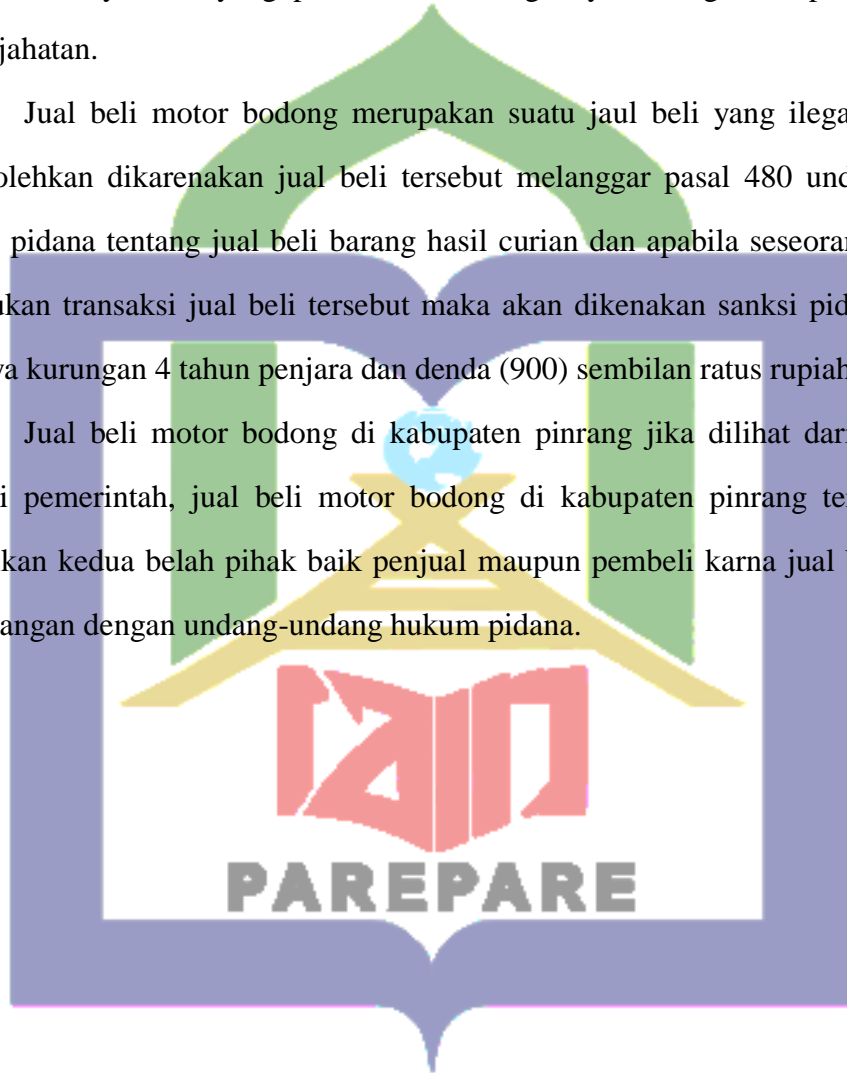 jahatan.
Jual beli motor bodong merupakan suatu jaul beli yang ilega
olehkan dikarenakan jual beli tersebut melanggar pasal 480 und
pidana tentang jual beli barang hasil curian dan apabila seseoran
ukan transaksi jual beli tersebut maka akan dikenakan sanksi pid
a kurungan 4 tahun penjara dan denda (900) sembilan ratus rupiah
Jual beli motor bodong di kabupaten pinrang jika dilihat dari
i pemerintah, jual beli motor bodong di kabupaten pinrang te
kan kedua belah pihak baik penjual maupun pembeli karna jual
angan dengan undang-undang hukum pidana.
iain
PAREPARE